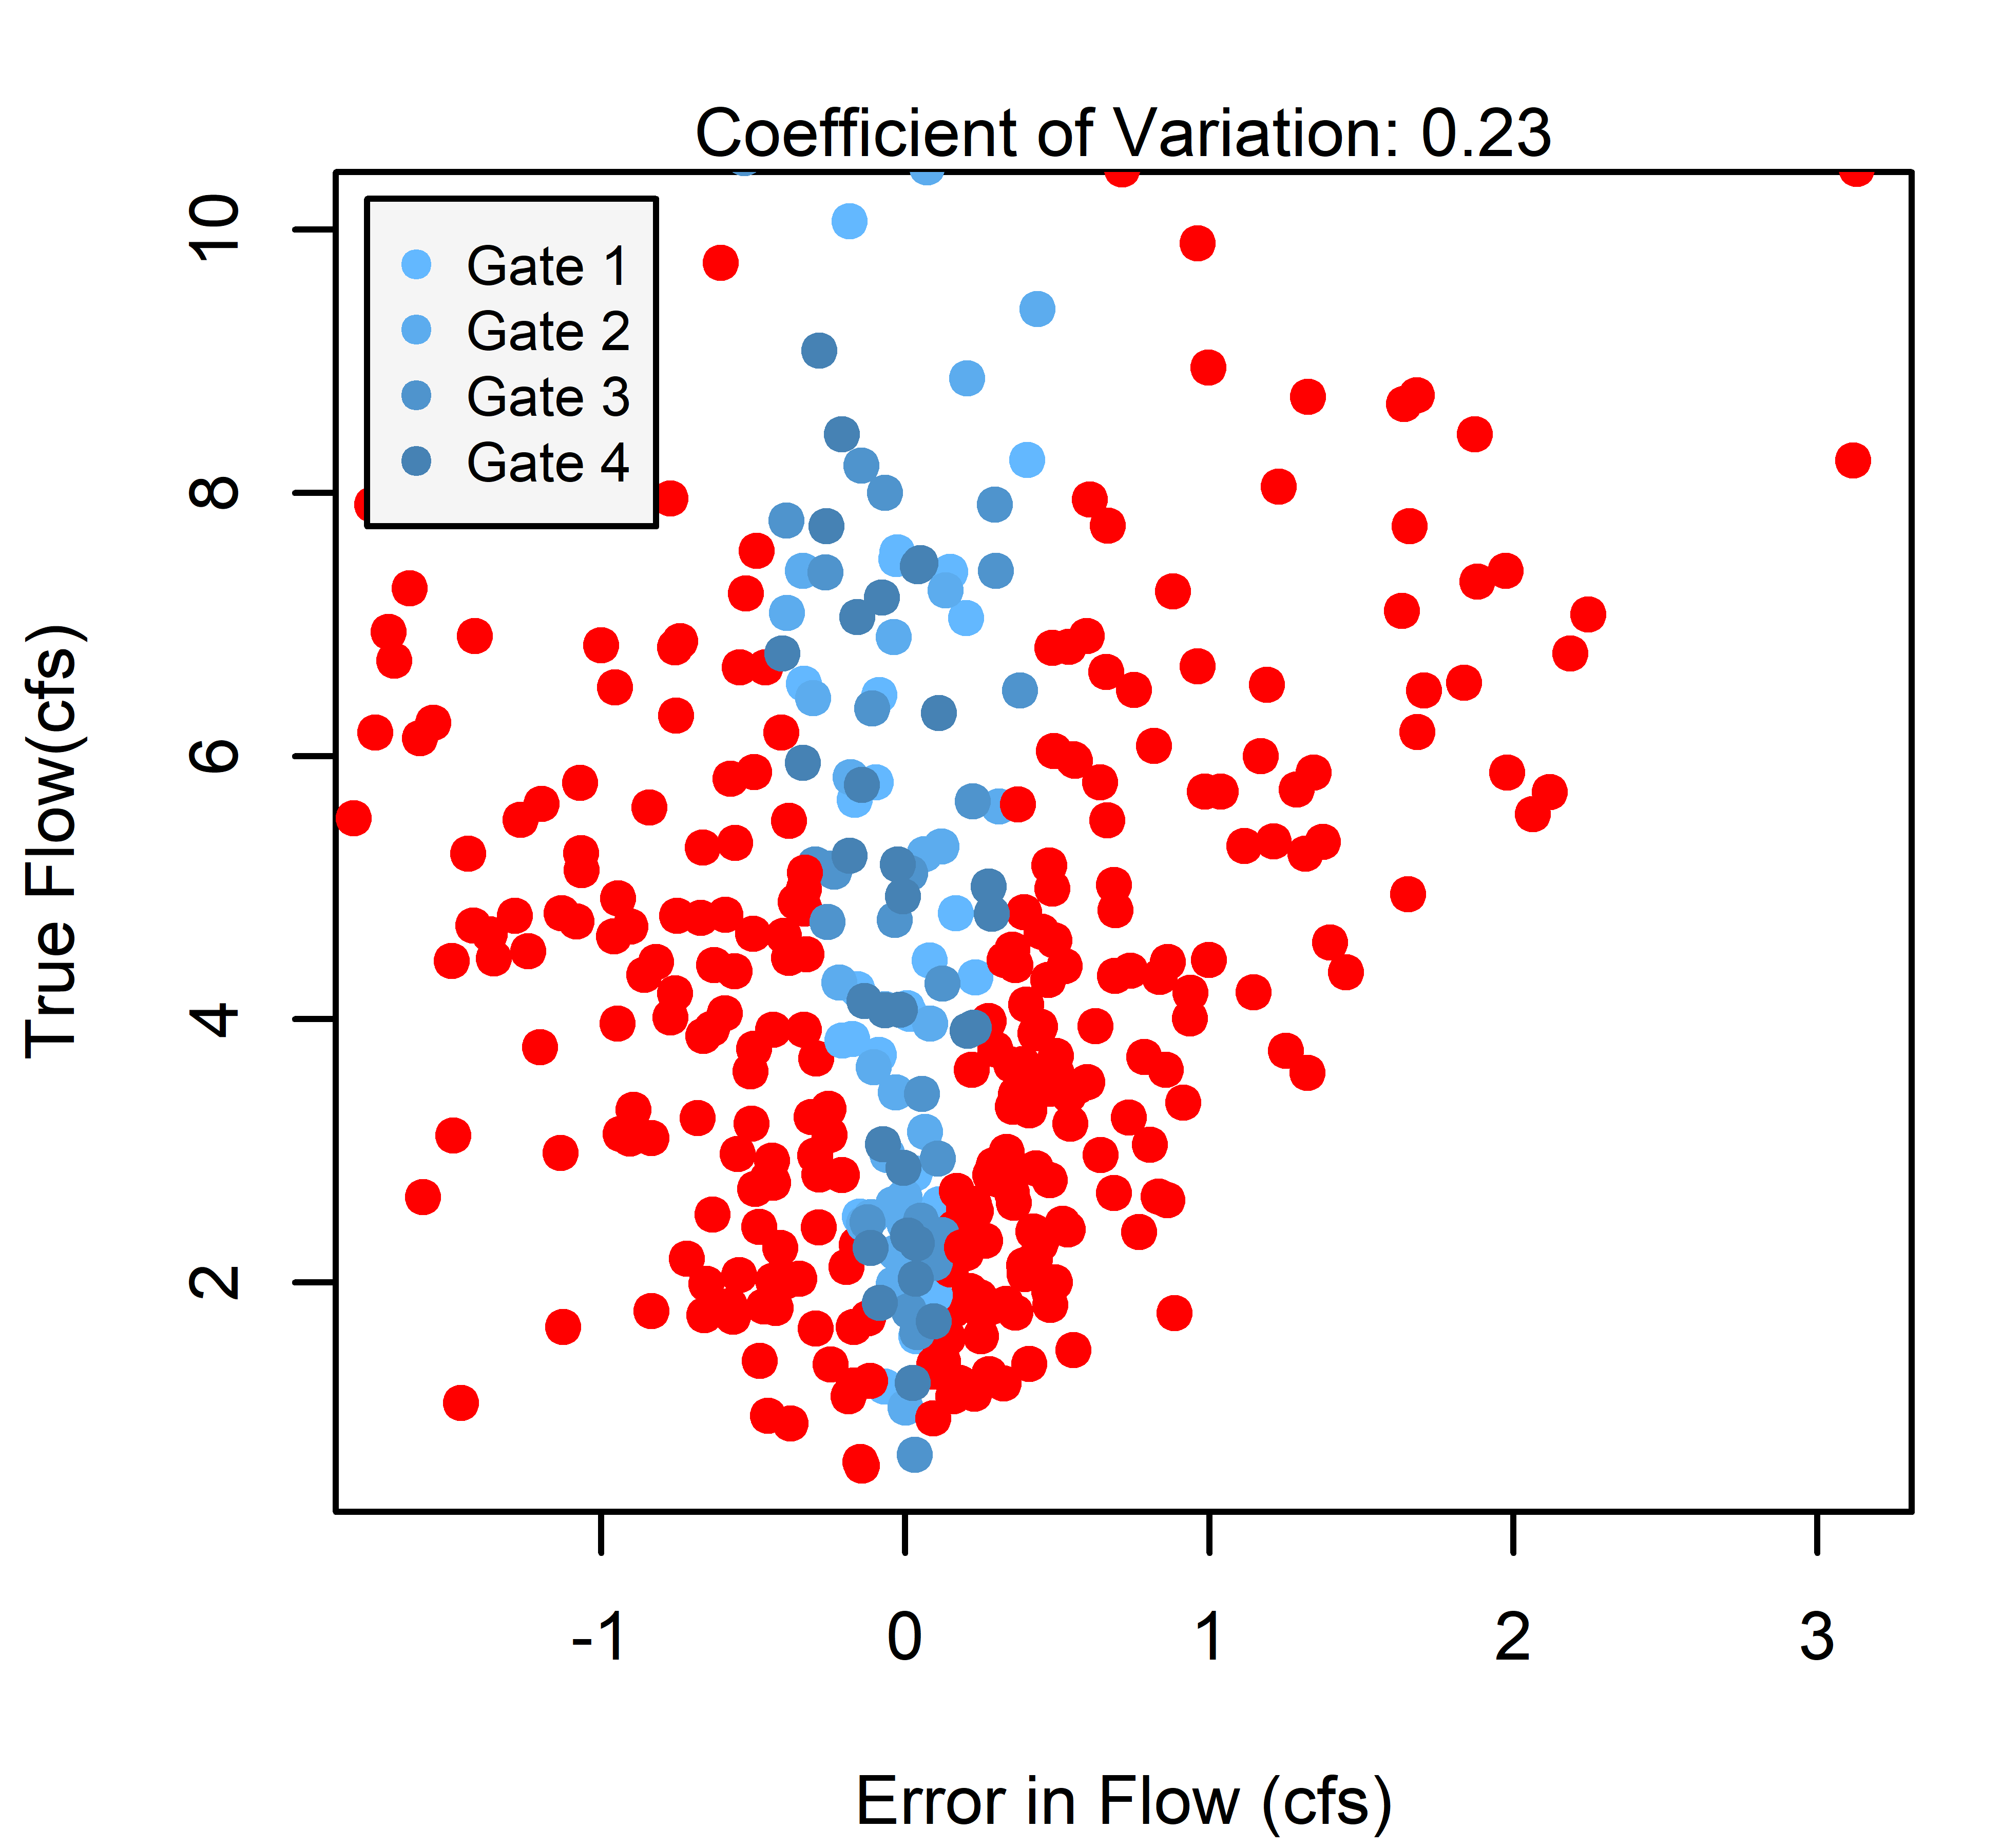 Coefficient of Variation: 0.23
Gate 1
Gate 2
Gate 3
Gate 4
True Flow(cfs)
10
8
6
4
2
-1 0 1 2 3
Error in Flow (cfs)